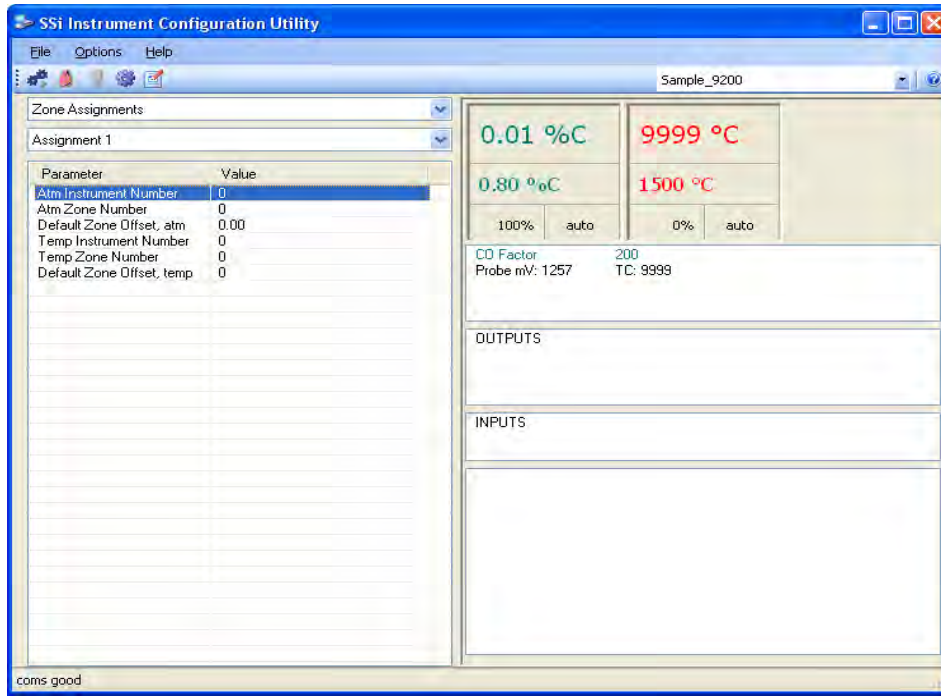 SSi Instrument Configuration Utility
File Options Help
Sample_9200
Zone Assignments
Assignment 1
Parameter Value
Atm Instrument Number 0
Atm Zone Number 0
Default Zone Offset, atm 0.00
Temp Instrument Number 0
Temp Zone Number 0
Default Zone Offset, temp 0
0.01 %C
0.80 %C
100% auto
9999 °C
1500 °C
0% auto
CO Factor 200
Probe mV: 1257 TC: 9999
OUTPUTS
INPUTS
coms good